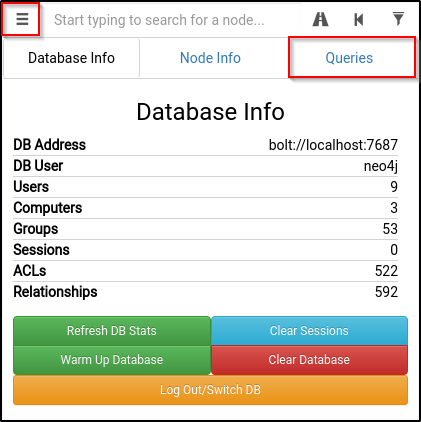 Start typing to search for a node...
Database Info Node Info Queries
Database Info
DB Address bolt://localhost:7687
DB User neo4j
Users 9
Computers 3
Groups 53
Sessions 0
ACLs 522
Relationships 592
Refresh DB Stats Clear Sessions
Warm Up Database Clear Database
Log Out/Switch DB